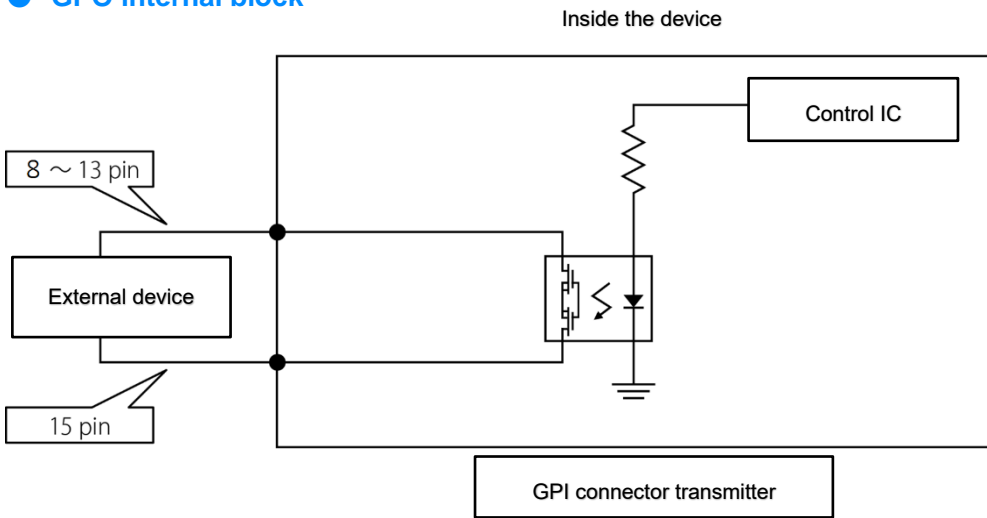 GPO internal block
Inside the device
Control IC
8 ～ 13 pin
External device
15 pin
GPI connector transmitter